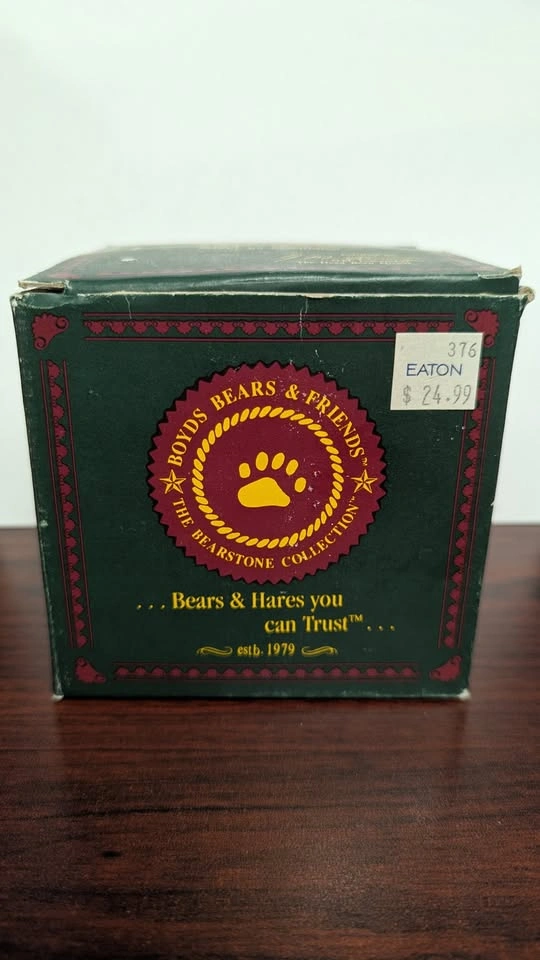 376
EATON
$ 24.99
BOYDS BEARS & FRIENDS™
THE BEARSTONE COLLECTION™
. . . Bears & Hares you
can Trust™ . . .
estb. 1979